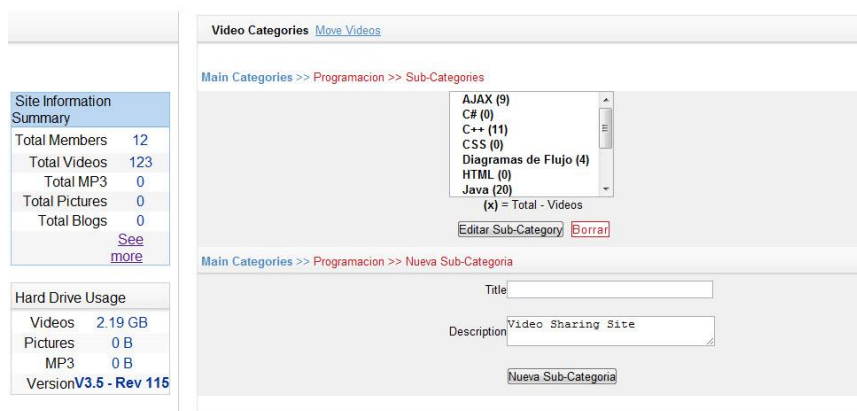 Video Categories Move Videos
Site Information
Summary
Total Members 12
Total Videos 123
Total MP3 0
Total Pictures 0
Total Blogs 0
See
more
Hard Drive Usage
Videos 2.19 GB
Pictures 0 B
MP3 0 B
Version V3.5 - Rev 115
Main Categories >> Programacion >> Sub-Categories
AJAX (9)
C# (0)
C++ (11)
CSS (0)
Diagramas de Flujo (4)
HTML (0)
Java (20)
(x) = Total - Videos
Editar Sub-Category Borrar
Main Categories >> Programacion >> Nueva Sub-Categoria
Title
Description Video Sharing Site
Nueva Sub-Categoria